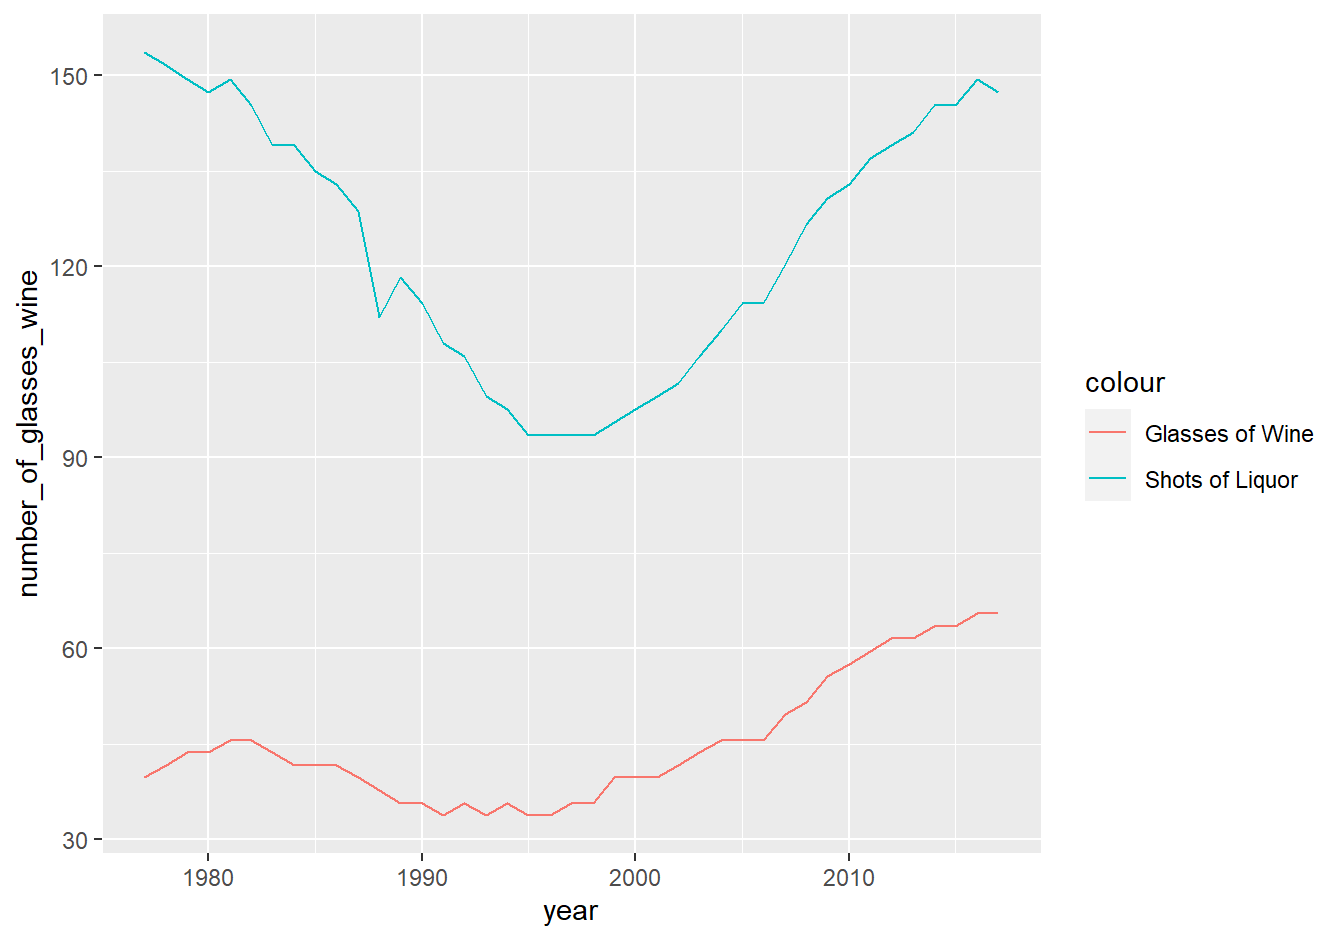 150
120
90
60
30
number_of_glasses_wine
1980
1990
2000
2010
year
colour
Glasses of Wine
Shots of Liquor